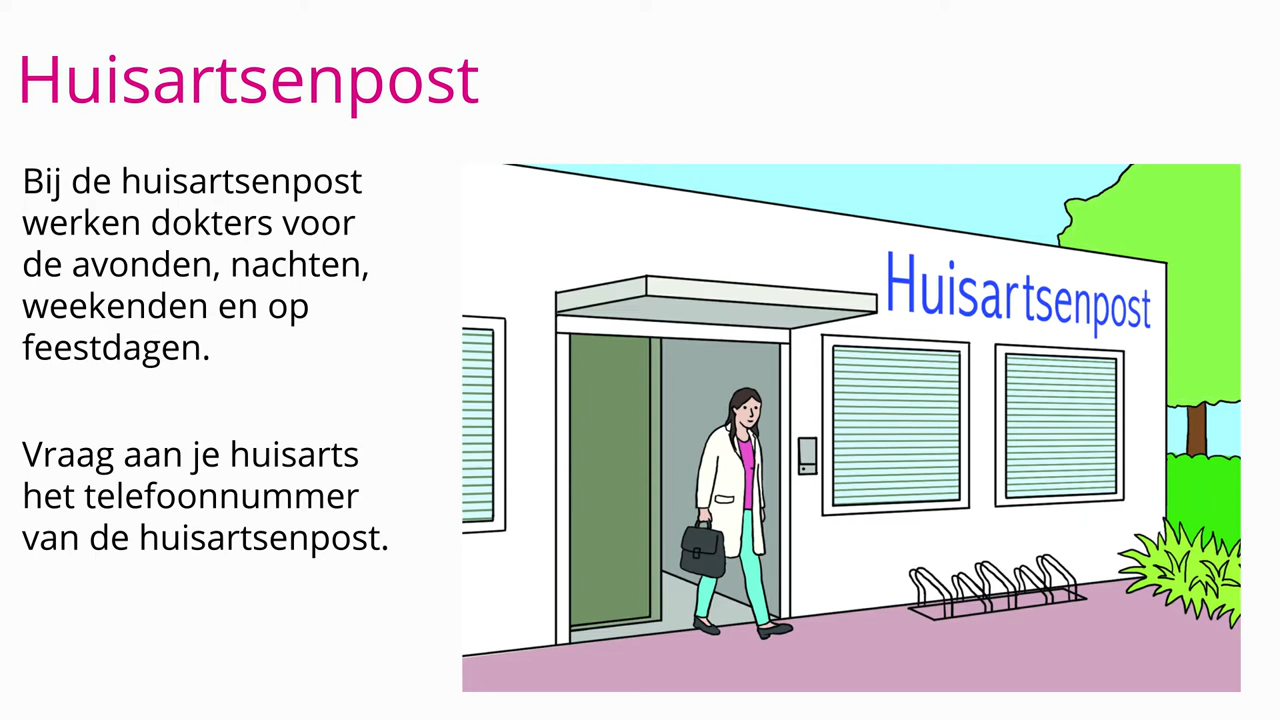 Huisartsenpost
Bij de huisartsenpost
werken dokters voor
de avonden, nachten,
weekenden en op
feestdagen.
Vraag aan je huisarts
het telefoonnummer
van de huisartsenpost.
Huisartsenpost